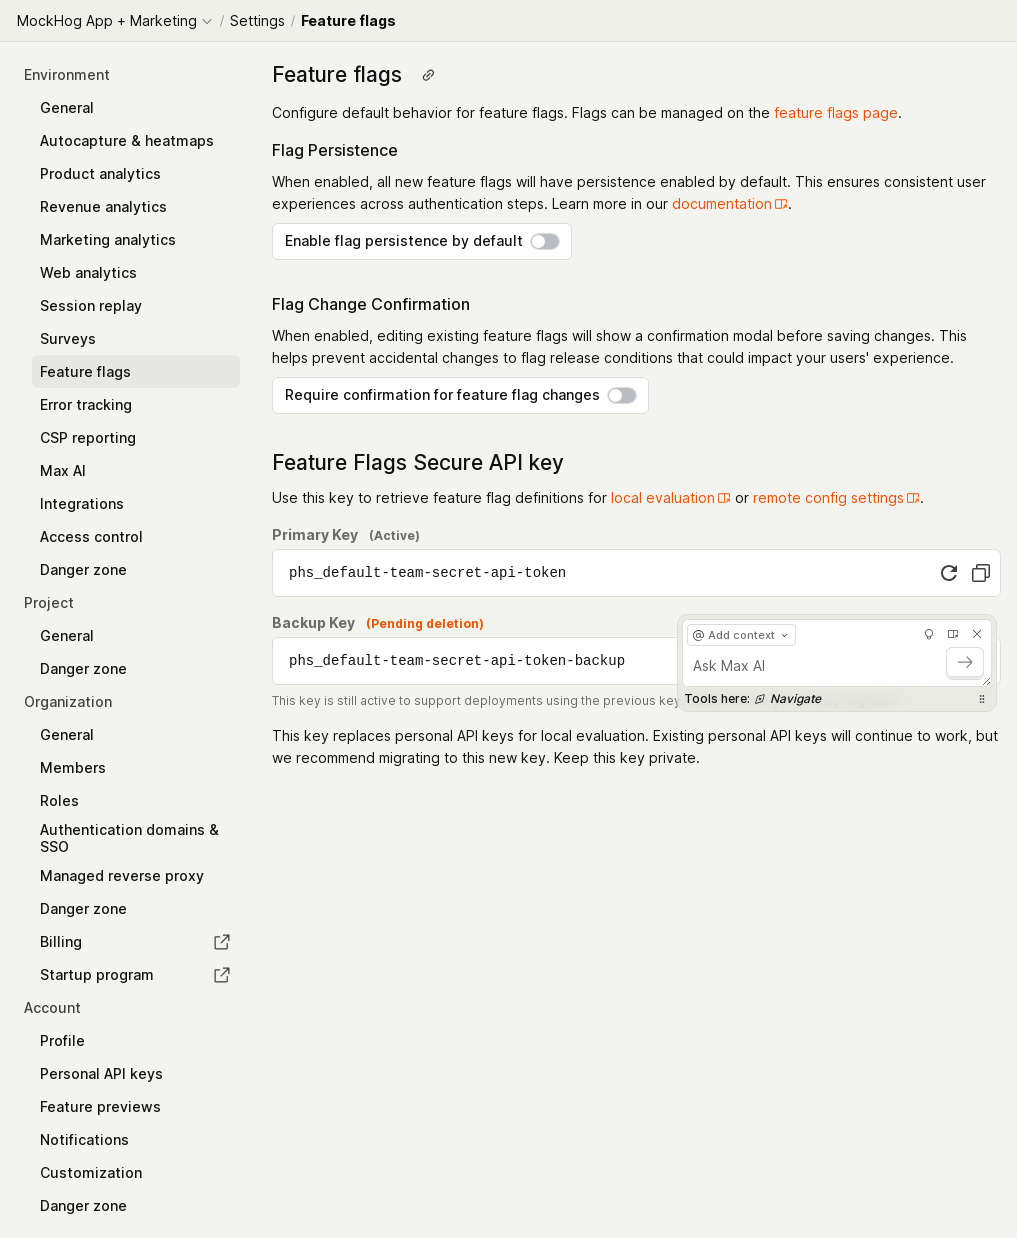 MockHog App + Marketing / Settings / Feature flags
Environment
General
Autocapture & heatmaps
Product analytics
Revenue analytics
Marketing analytics
Web analytics
Session replay
Surveys
Feature flags
Error tracking
CSP reporting
Max AI
Integrations
Access control
Danger zone
Project
General
Danger zone
Organization
General
Members
Roles
Authentication domains &
SSO
Managed reverse proxy
Danger zone
Billing
Startup program
Account
Profile
Personal API keys
Feature previews
Notifications
Customization
Danger zone
Feature flags
Configure default behavior for feature flags. Flags can be managed on the feature flags page.
Flag Persistence
When enabled, all new feature flags will have persistence enabled by default. This ensures consistent user
experiences across authentication steps. Learn more in our documentation.
Enable flag persistence by default
Flag Change Confirmation
When enabled, editing existing feature flags will show a confirmation modal before saving changes. This
helps prevent accidental changes to flag release conditions that could impact your users' experience.
Require confirmation for feature flag changes
Feature Flags Secure API key
Use this key to retrieve feature flag definitions for local evaluation or remote config settings.
Primary Key (Active)
phs_default-team-secret-api-token
Backup Key (Pending deletion)
phs_default-team-secret-api-token-backup
This key is still active to support deployments using the previous key
@ Add context
Ask Max AI
Tools here: Navigate
This key replaces personal API keys for local evaluation. Existing personal API keys will continue to work, but
we recommend migrating to this new key. Keep this key private.